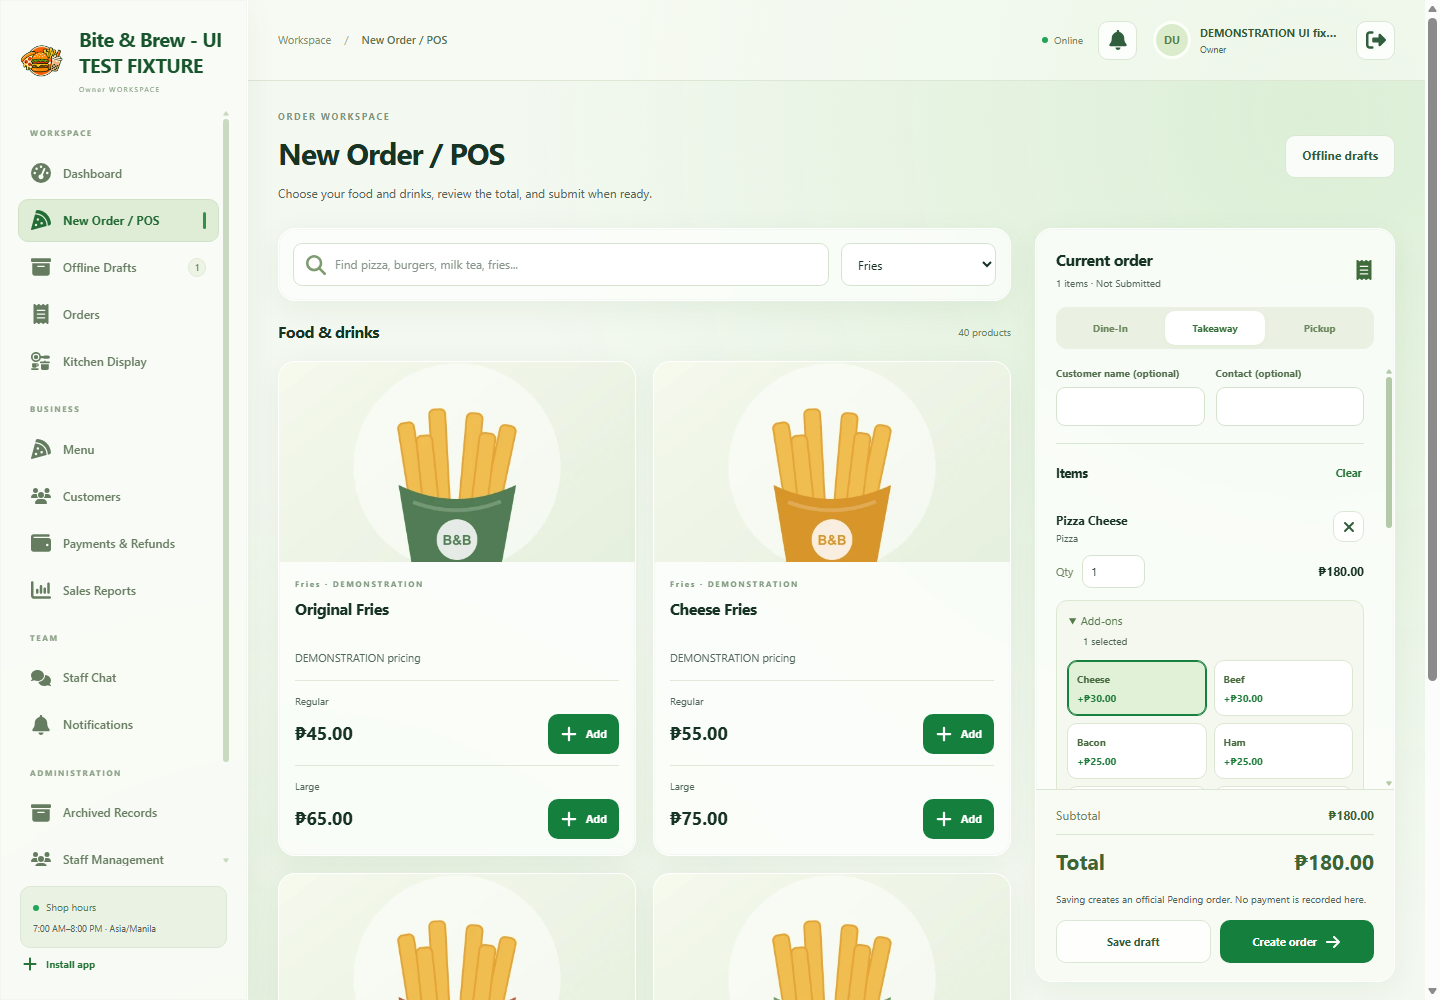 Bite & Brew - UI
TEST FIXTURE
Owner WORKSPACE
WORKSPACE
Dashboard
New Order / POS
Offline Drafts
1
Orders
Kitchen Display
BUSINESS
Menu
Customers
Payments & Refunds
Sales Reports
TEAM
Staff Chat
Notifications
ADMINISTRATION
Archived Records
Staff Management
Shop hours
7:00 AM–8:00 PM · Asia/Manila
Install app
Workspace / New Order / POS
Online
DU
DEMONSTRATION UI fix...
Owner
ORDER WORKSPACE
New Order / POS
Choose your food and drinks, review the total, and submit when ready.
Offline drafts
Find pizza, burgers, milk tea, fries...
Fries
Food & drinks
40 products
B&B
Fries · DEMONSTRATION
Original Fries
DEMONSTRATION pricing
Regular
₱45.00
Add
Large
₱65.00
Add
B&B
Fries · DEMONSTRATION
Cheese Fries
DEMONSTRATION pricing
Regular
₱55.00
Add
Large
₱75.00
Add
Current order
1 items · Not Submitted
Dine-In
Takeaway
Pickup
Customer name (optional)
Contact (optional)
Items
Clear
Pizza Cheese
Pizza
Qty
1
₱180.00
Add-ons
1 selected
Cheese
+₱30.00
Beef
+₱30.00
Bacon
+₱25.00
Ham
+₱25.00
Subtotal
₱180.00
Total
₱180.00
Saving creates an official Pending order. No payment is recorded here.
Save draft
Create order